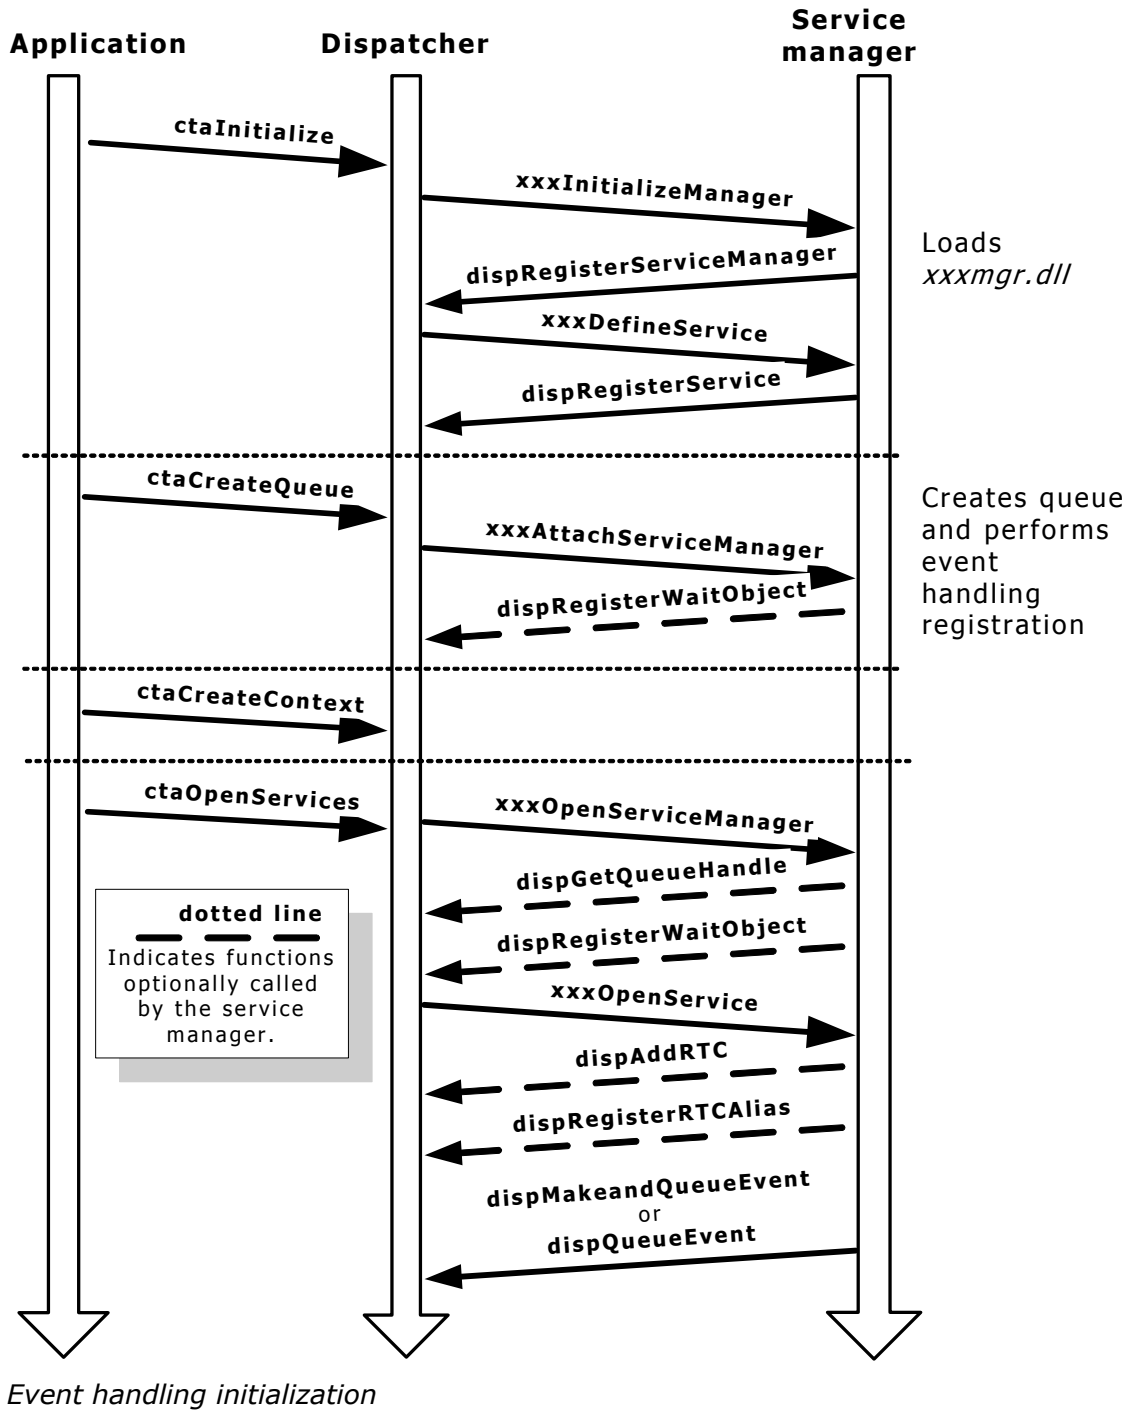 Application
Dispatcher
Service
manager
ctaInitialize
xxxInitializeManager
Loads
xxxmgr.dll
dispRegisterServiceManager
xxxDefineService
dispRegisterService
ctaCreateQueue
Creates queue
and performs
event
handling
registration
xxxAttachServiceManager
dispRegisterWaitObject
ctaCreateContext
ctaOpenServices
xxxOpenServiceManager
dispGetQueueHandle
dotted line
Indicates functions
optionally called
by the service
manager.
dispRegisterWaitObject
xxxOpenService
dispAddRTC
dispRegisterRTCAlias
dispMakeandQueueEvent
or
dispQueueEvent
Event handling initialization